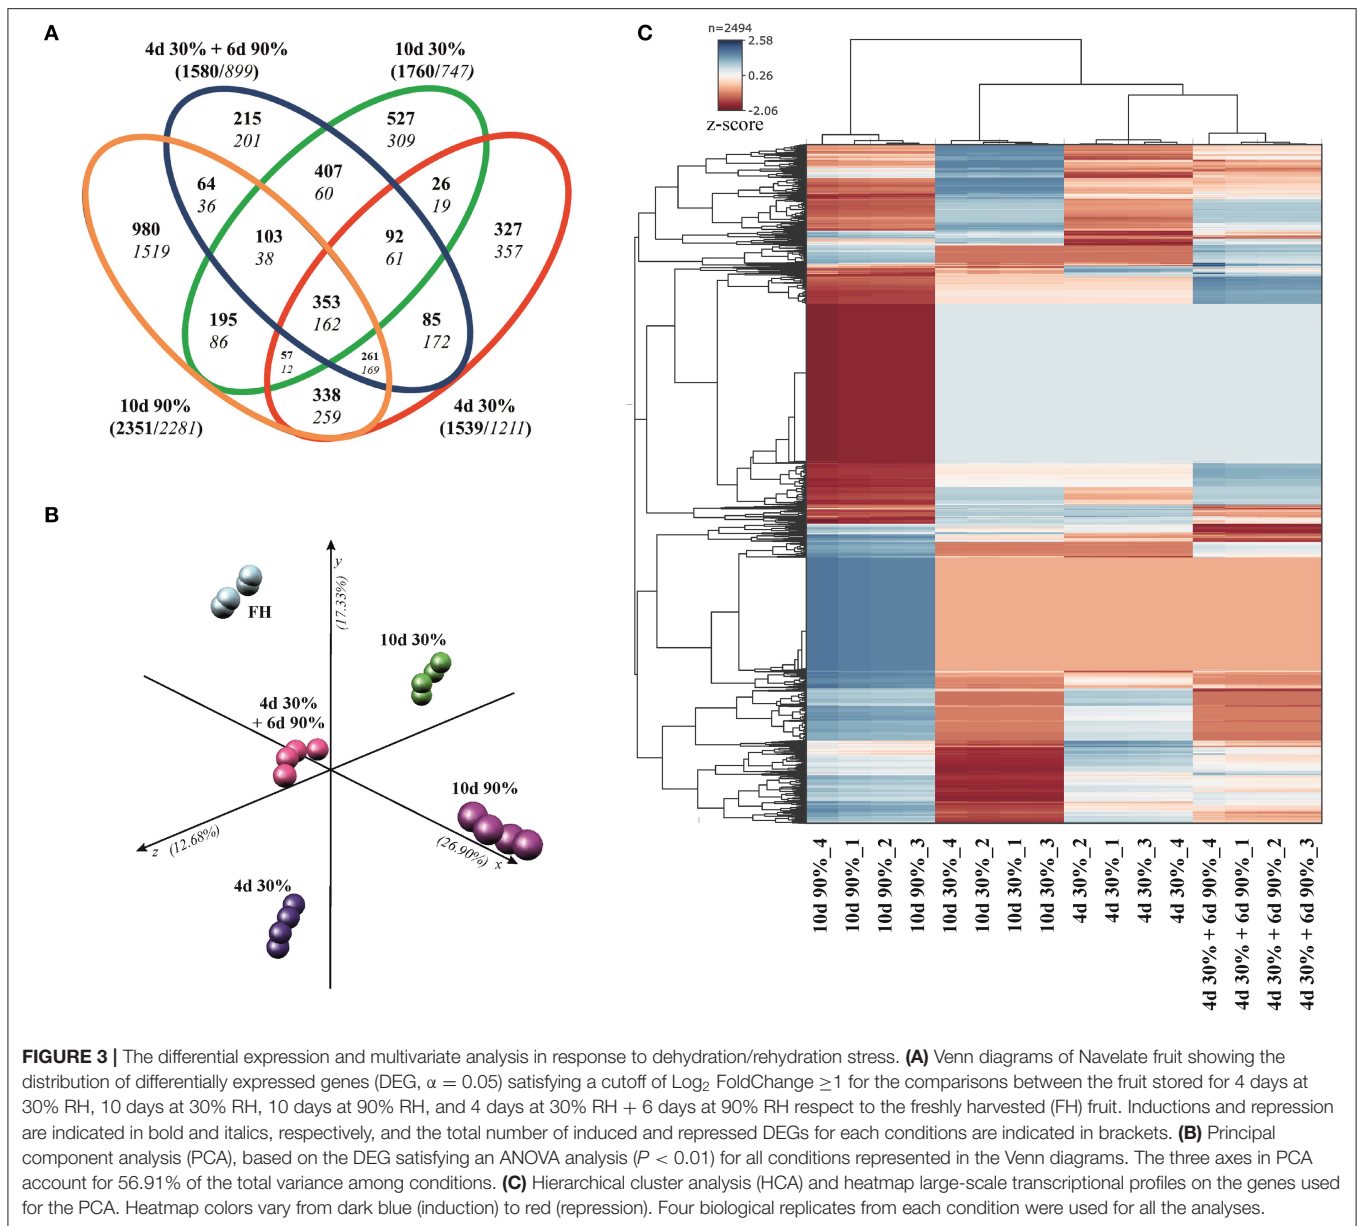 A
4d 30% + 6d 90%
(1580/899)
10d 30%
(1760/747)
215
201
527
309
407
60
64
36
26
19
980
1519
103
38
92
61
327
357
353
162
195
86
85
172
57
12
261
169
338
259
10d 90%
(2351/2281)
4d 30%
(1539/1211)
B
y
(17.33%)
FH
10d 30%
4d 30%
+ 6d 90%
10d 90%
z (12.68%)
(26.90%) x
4d 30%
C
n=2494
2.58
0.26
-2.06
z-score
10d 90%_4
10d 90%_1
10d 90%_2
10d 90%_3
10d 30%_4
10d 30%_2
10d 30%_1
10d 30%_3
4d 30%_2
4d 30%_1
4d 30%_3
4d 30%_4
4d 30% + 6d 90%_4
4d 30% + 6d 90%_1
4d 30% + 6d 90%_2
4d 30% + 6d 90%_3
FIGURE 3 | The differential expression and multivariate analysis in response to dehydration/rehydration stress. (A) Venn diagrams of Navelate fruit showing the
distribution of differentially expressed genes (DEG, α = 0.05) satisfying a cutoff of Log₂ FoldChange ≥1 for the comparisons between the fruit stored for 4 days at
30% RH, 10 days at 30% RH, 10 days at 90% RH, and 4 days at 30% RH + 6 days at 90% RH respect to the freshly harvested (FH) fruit. Inductions and repression
are indicated in bold and italics, respectively, and the total number of induced and repressed DEGs for each conditions are indicated in brackets. (B) Principal
component analysis (PCA), based on the DEG satisfying an ANOVA analysis (P < 0.01) for all conditions represented in the Venn diagrams. The three axes in PCA
account for 56.91% of the total variance among conditions. (C) Hierarchical cluster analysis (HCA) and heatmap large-scale transcriptional profiles on the genes used
for the PCA. Heatmap colors vary from dark blue (induction) to red (repression). Four biological replicates from each condition were used for all the analyses.